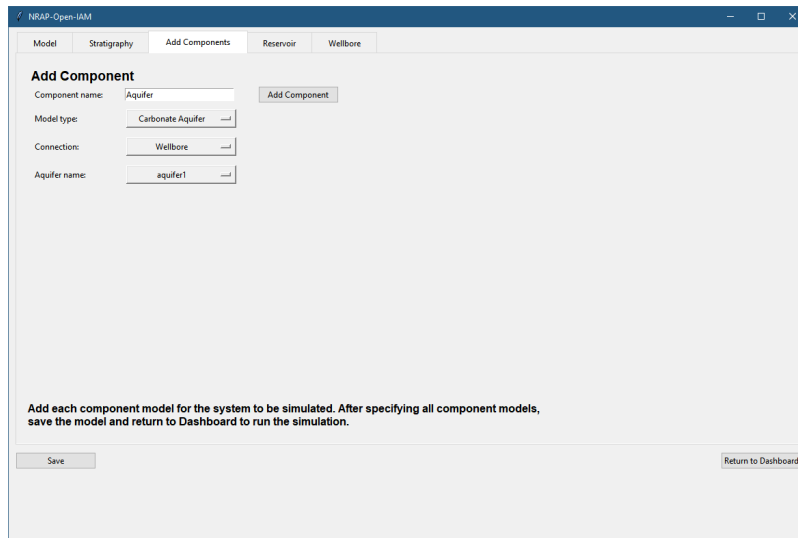 NRAP-Open-IAM
Model Stratigraphy Add Components Reservoir Wellbore
Add Component
Component name: Aquifer Add Component
Model type: Carbonate Aquifer
Connection: Wellbore
Aquifer name: aquifer1
Add each component model for the system to be simulated. After specifying all component models,
save the model and return to Dashboard to run the simulation.
Save Return to Dashboard